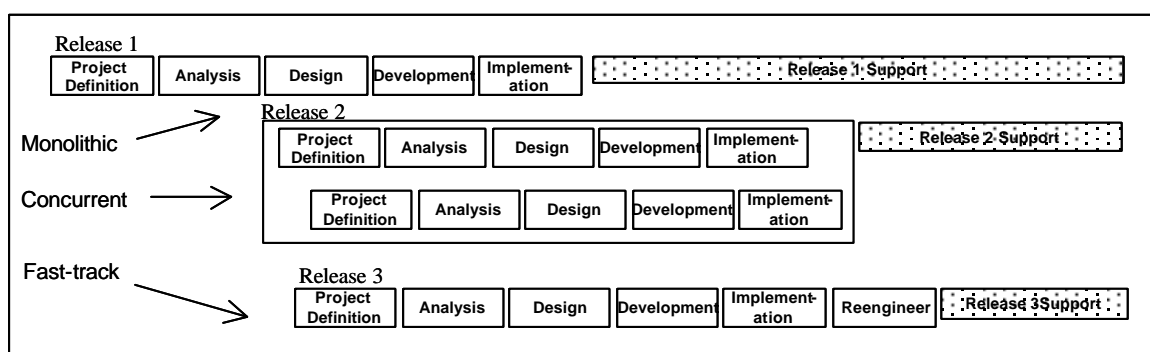 Release 1
Project
Definition
Analysis
Design
Development
Implement-
ation
Release 1 Support
Monolithic
Release 2
Project
Definition
Analysis
Design
Development
Implement-
ation
Release 2 Support
Concurrent
Project
Definition
Analysis
Design
Development
Implement-
ation
Fast-track
Release 3
Project
Definition
Analysis
Design
Development
Implement-
ation
Reengineer
Release 3Support